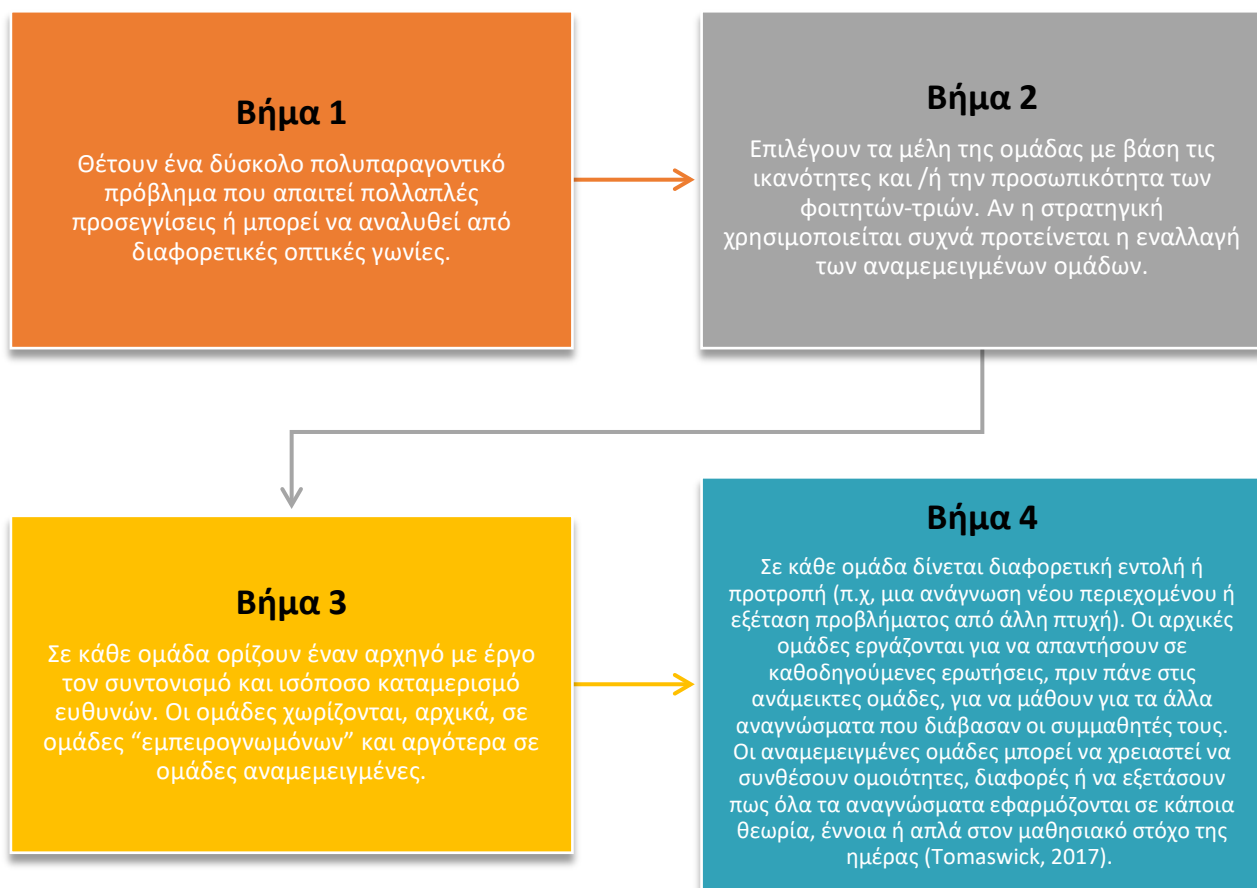 Βήμα 1
Θέτουν ένα δύσκολο πολυπαραγοντικό
πρόβλημα που απαιτεί πολλαπλές
προσεγγίσεις ή μπορεί να αναλυθεί από
διαφορετικές οπτικές γωνίες.
Βήμα 2
Επιλέγουν τα μέλη της ομάδας με βάση τις
ικανότητες και /ή την προσωπικότητα των
φοιτητών-τριών. Αν η στρατηγική
χρησιμοποιείται συχνά προτείνεται η εναλλαγή
των αναμεμειγμένων ομάδων.
Βήμα 3
Σε κάθε ομάδα ορίζουν έναν αρχηγό με έργο
τον συντονισμό και ισόποσο καταμερισμό
ευθυνών. Οι ομάδες χωρίζονται, αρχικά, σε
ομάδες “εμπειρογνωμόνων” και αργότερα σε
ομάδες αναμεμειγμένες.
Βήμα 4
Σε κάθε ομάδα δίνεται διαφορετική εντολή ή
προτροπή (π.χ, μια ανάγνωση νέου περιεχομένου ή
εξέταση προβλήματος από άλλη πτυχή). Οι αρχικές
ομάδες εργάζονται για να απαντήσουν σε
καθοδηγούμενες ερωτήσεις, πριν πάνε στις
ανάμεικτες ομάδες, για να μάθουν για τα άλλα
αναγνώσματα που διάβασαν οι συμμαθητές τους.
Οι αναμεμειγμένες ομάδες μπορεί να χρειαστεί να
συνθέσουν ομοιότητες, διαφορές ή να εξετάσουν
πως όλα τα αναγνώσματα εφαρμόζονται σε κάποια
θεωρία, έννοια ή απλά στον μαθησιακό στόχο της
ημέρας (Tomaswick, 2017).